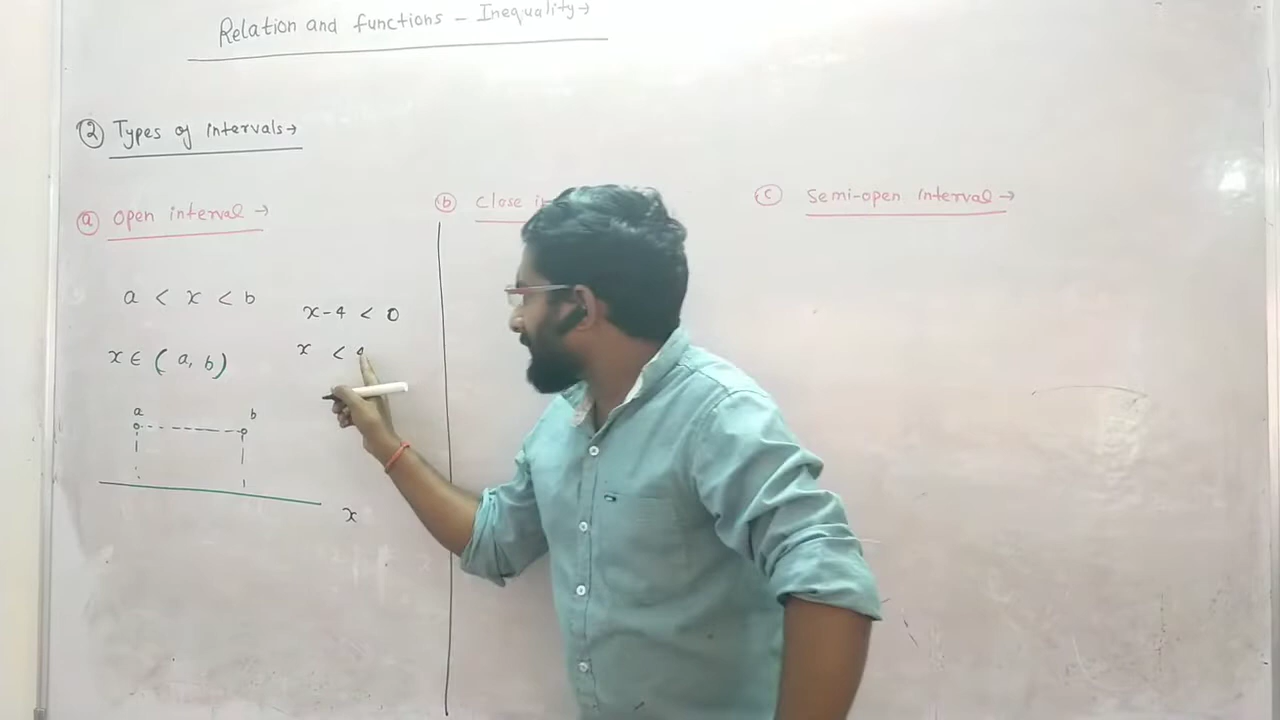 Relation and functions - Inequality→
② Types of intervals→
ⓐ open interval →
a < x < b
x ∈ ( a, b)
a b
x
x-4 < 0
x <
ⓑ Close
ⓒ Semi-open interval→